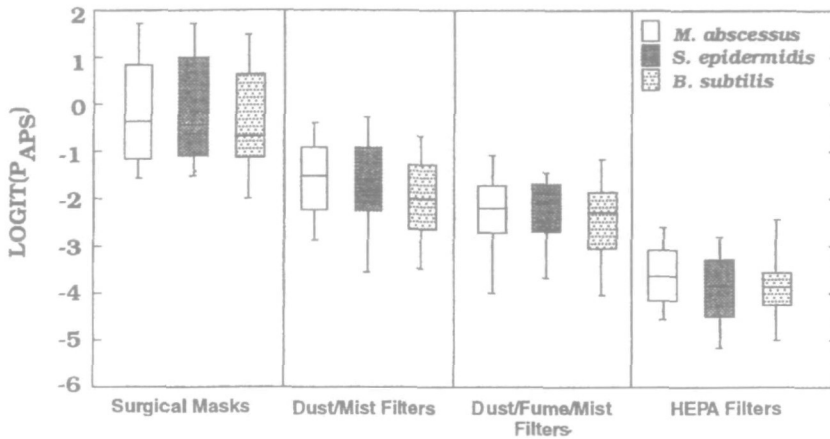 LOGIT(P_APS)
2
1
0
-1
-2
-3
-4
-5
-6
M. abscessus
S. epidermidis
B. subtilis
Surgical Masks
Dust/Mist Filters
Dust/Fume/Mist
Filters
HEPA Filters